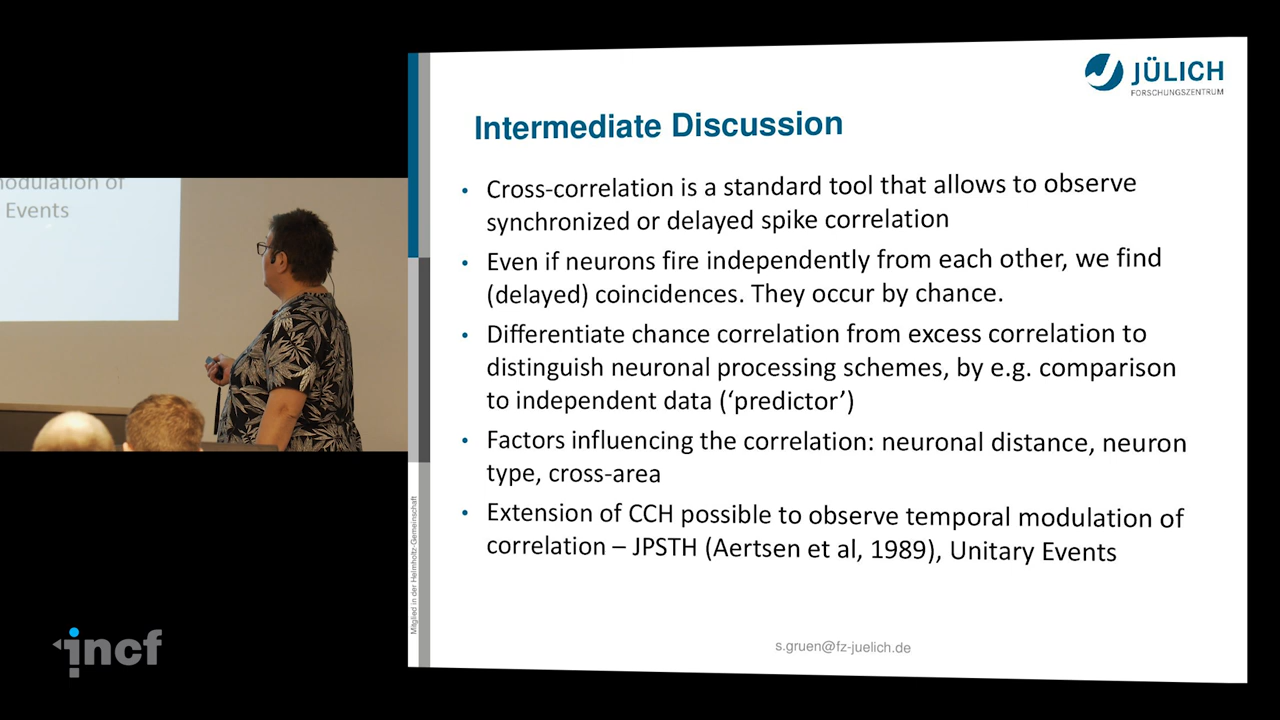 odulation of
Events
JÜLICH
FORSCHUNGSZENTRUM
Intermediate Discussion
• Cross-correlation is a standard tool that allows to observe
synchronized or delayed spike correlation
• Even if neurons fire independently from each other, we find
(delayed) coincidences. They occur by chance.
• Differentiate chance correlation from excess correlation to
distinguish neuronal processing schemes, by e.g. comparison
to independent data (‘predictor’)
• Factors influencing the correlation: neuronal distance, neuron
type, cross-area
• Extension of CCH possible to observe temporal modulation of
correlation – JPSTH (Aertsen et al, 1989), Unitary Events
Mitglied in der Helmholtz-Gemeinschaft
s.gruen@fz-juelich.de
incf